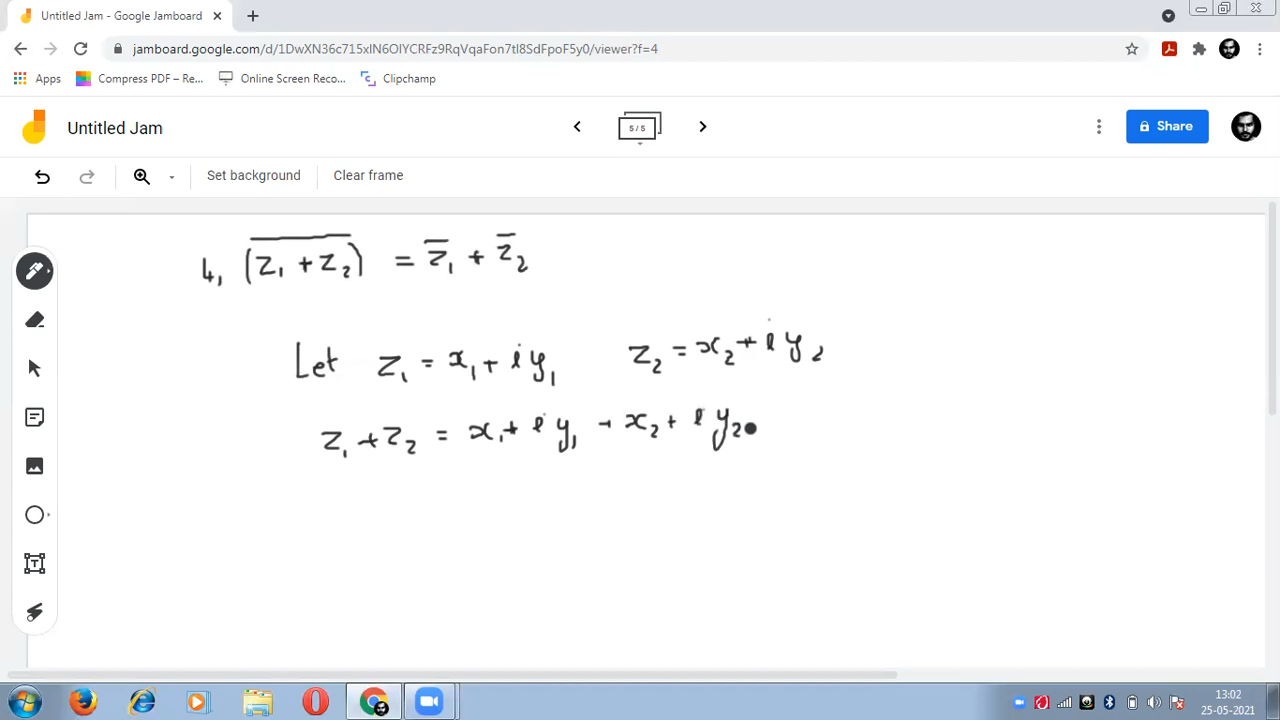 Untitled Jam - Google Jamboard
jamboard.google.com/d/1DwXN36c715xIN6OIYCRFz9RqVqaFon7tI8SdFpoF5y0/viewer?f=4
Apps Compress PDF – Re... Online Screen Reco... Clipchamp
Untitled Jam
5 / 5
Share
Set background Clear frame
4, \overline{(z₁ + z₂)} = z̅₁ + z̅₂
Let z₁ = x₁ + i y₁ z₂ = x₂ + i y₂
z₁ + z₂ = x₁ + i y₁ + x₂ + i y₂
13:02
25-05-2021